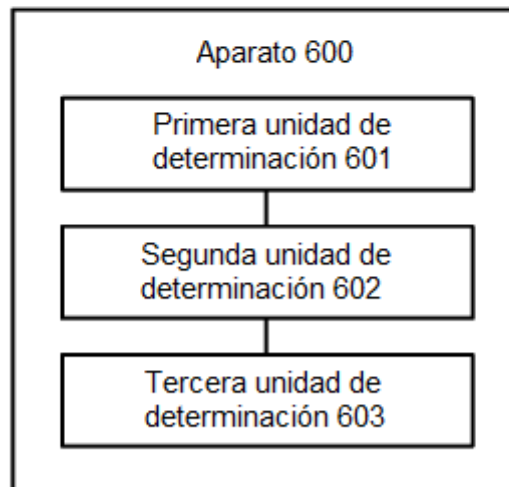 Aparato 600
Primera unidad de
determinación 601
Segunda unidad de
determinación 602
Tercera unidad de
determinación 603